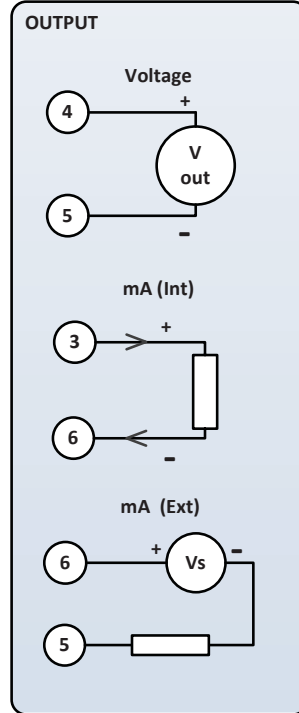 OUTPUT
Voltage
4
+
V
out
5
-
mA (Int)
3
+
6
-
mA (Ext)
6
+
Vs
-
5